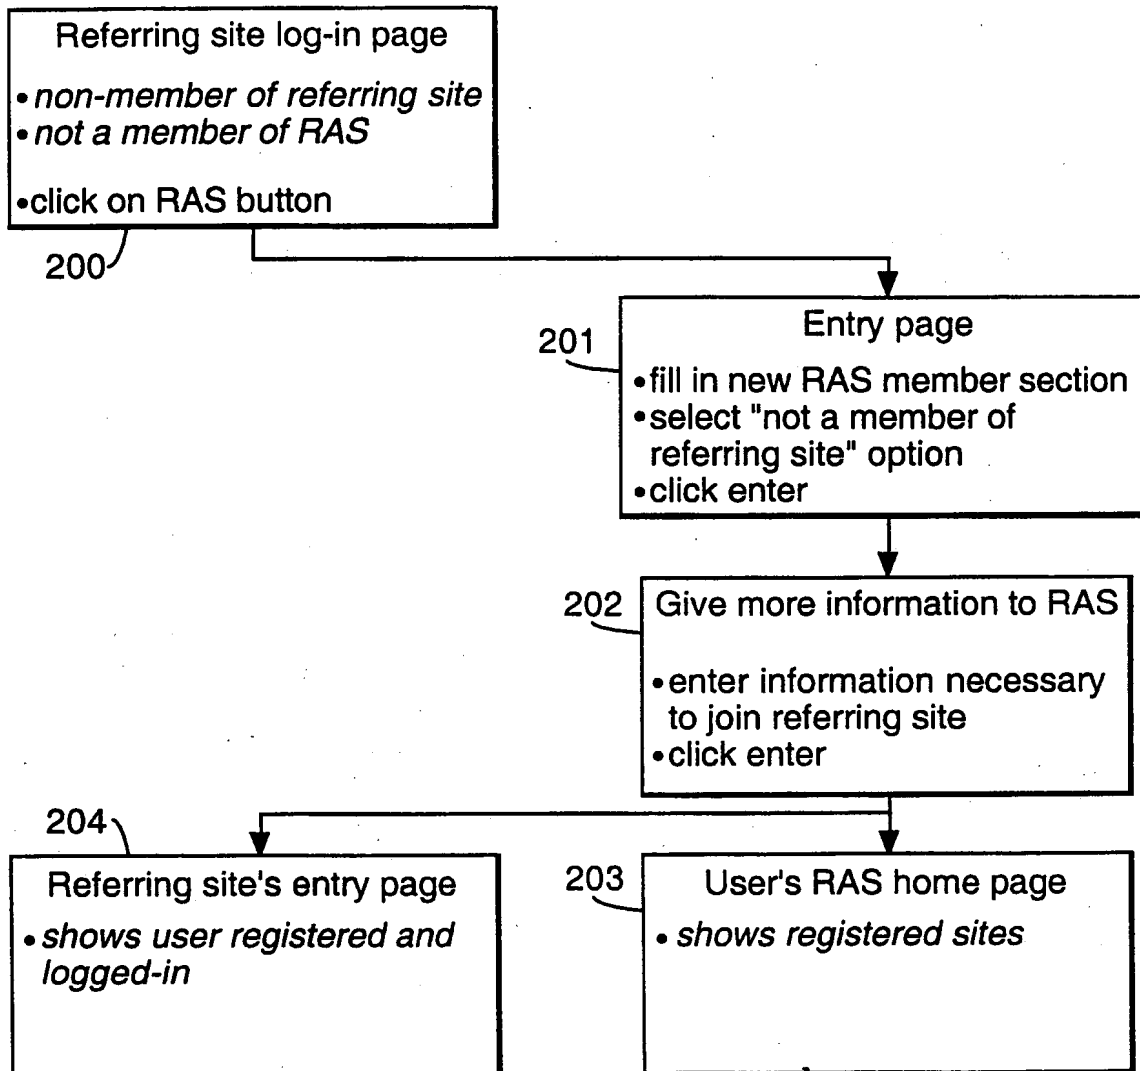 Referring site log-in page
• non-member of referring site
• not a member of RAS
• click on RAS button
200
201
Entry page
• fill in new RAS member section
• select "not a member of
referring site" option
• click enter
202
Give more information to RAS
• enter information necessary
to join referring site
• click enter
204
Referring site's entry page
• shows user registered and
logged-in
203
User's RAS home page
• shows registered sites